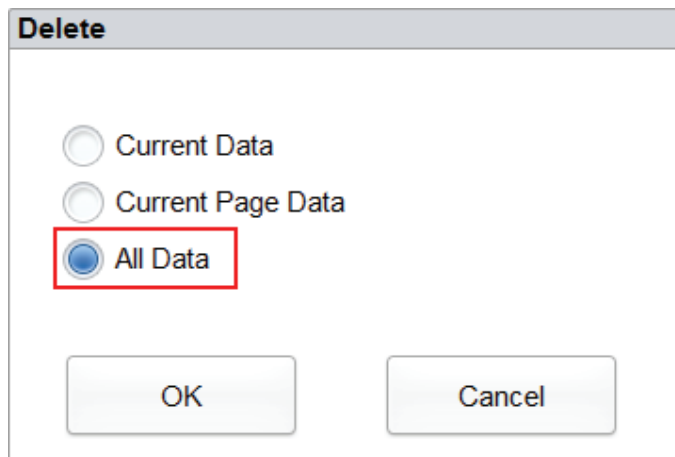 Delete
Current Data
Current Page Data
All Data
OK Cancel